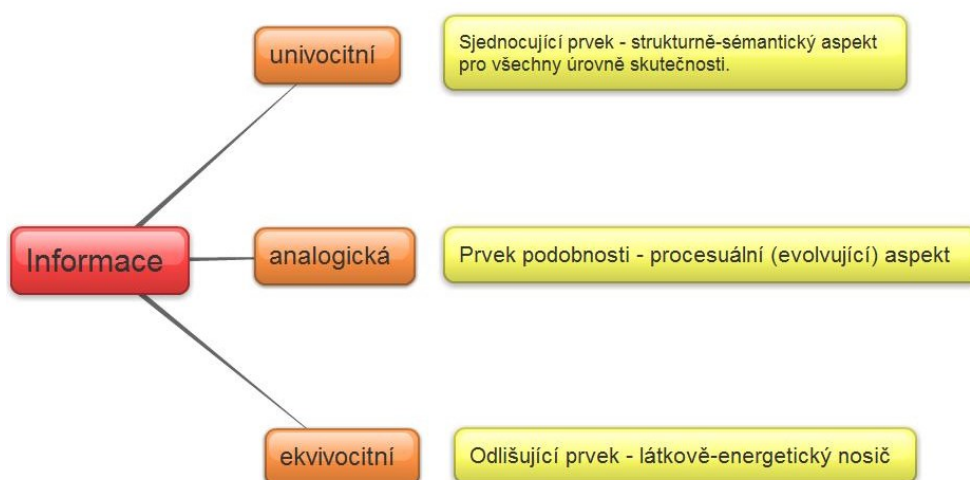 univocitní
Sjednocující prvek - strukturně-sémantický aspekt
pro všechny úrovně skutečnosti.
Informace
analogická
Prvek podobnosti - procesuální (evolvující) aspekt
ekvivocitní
Odlišující prvek - látkově-energetický nosič